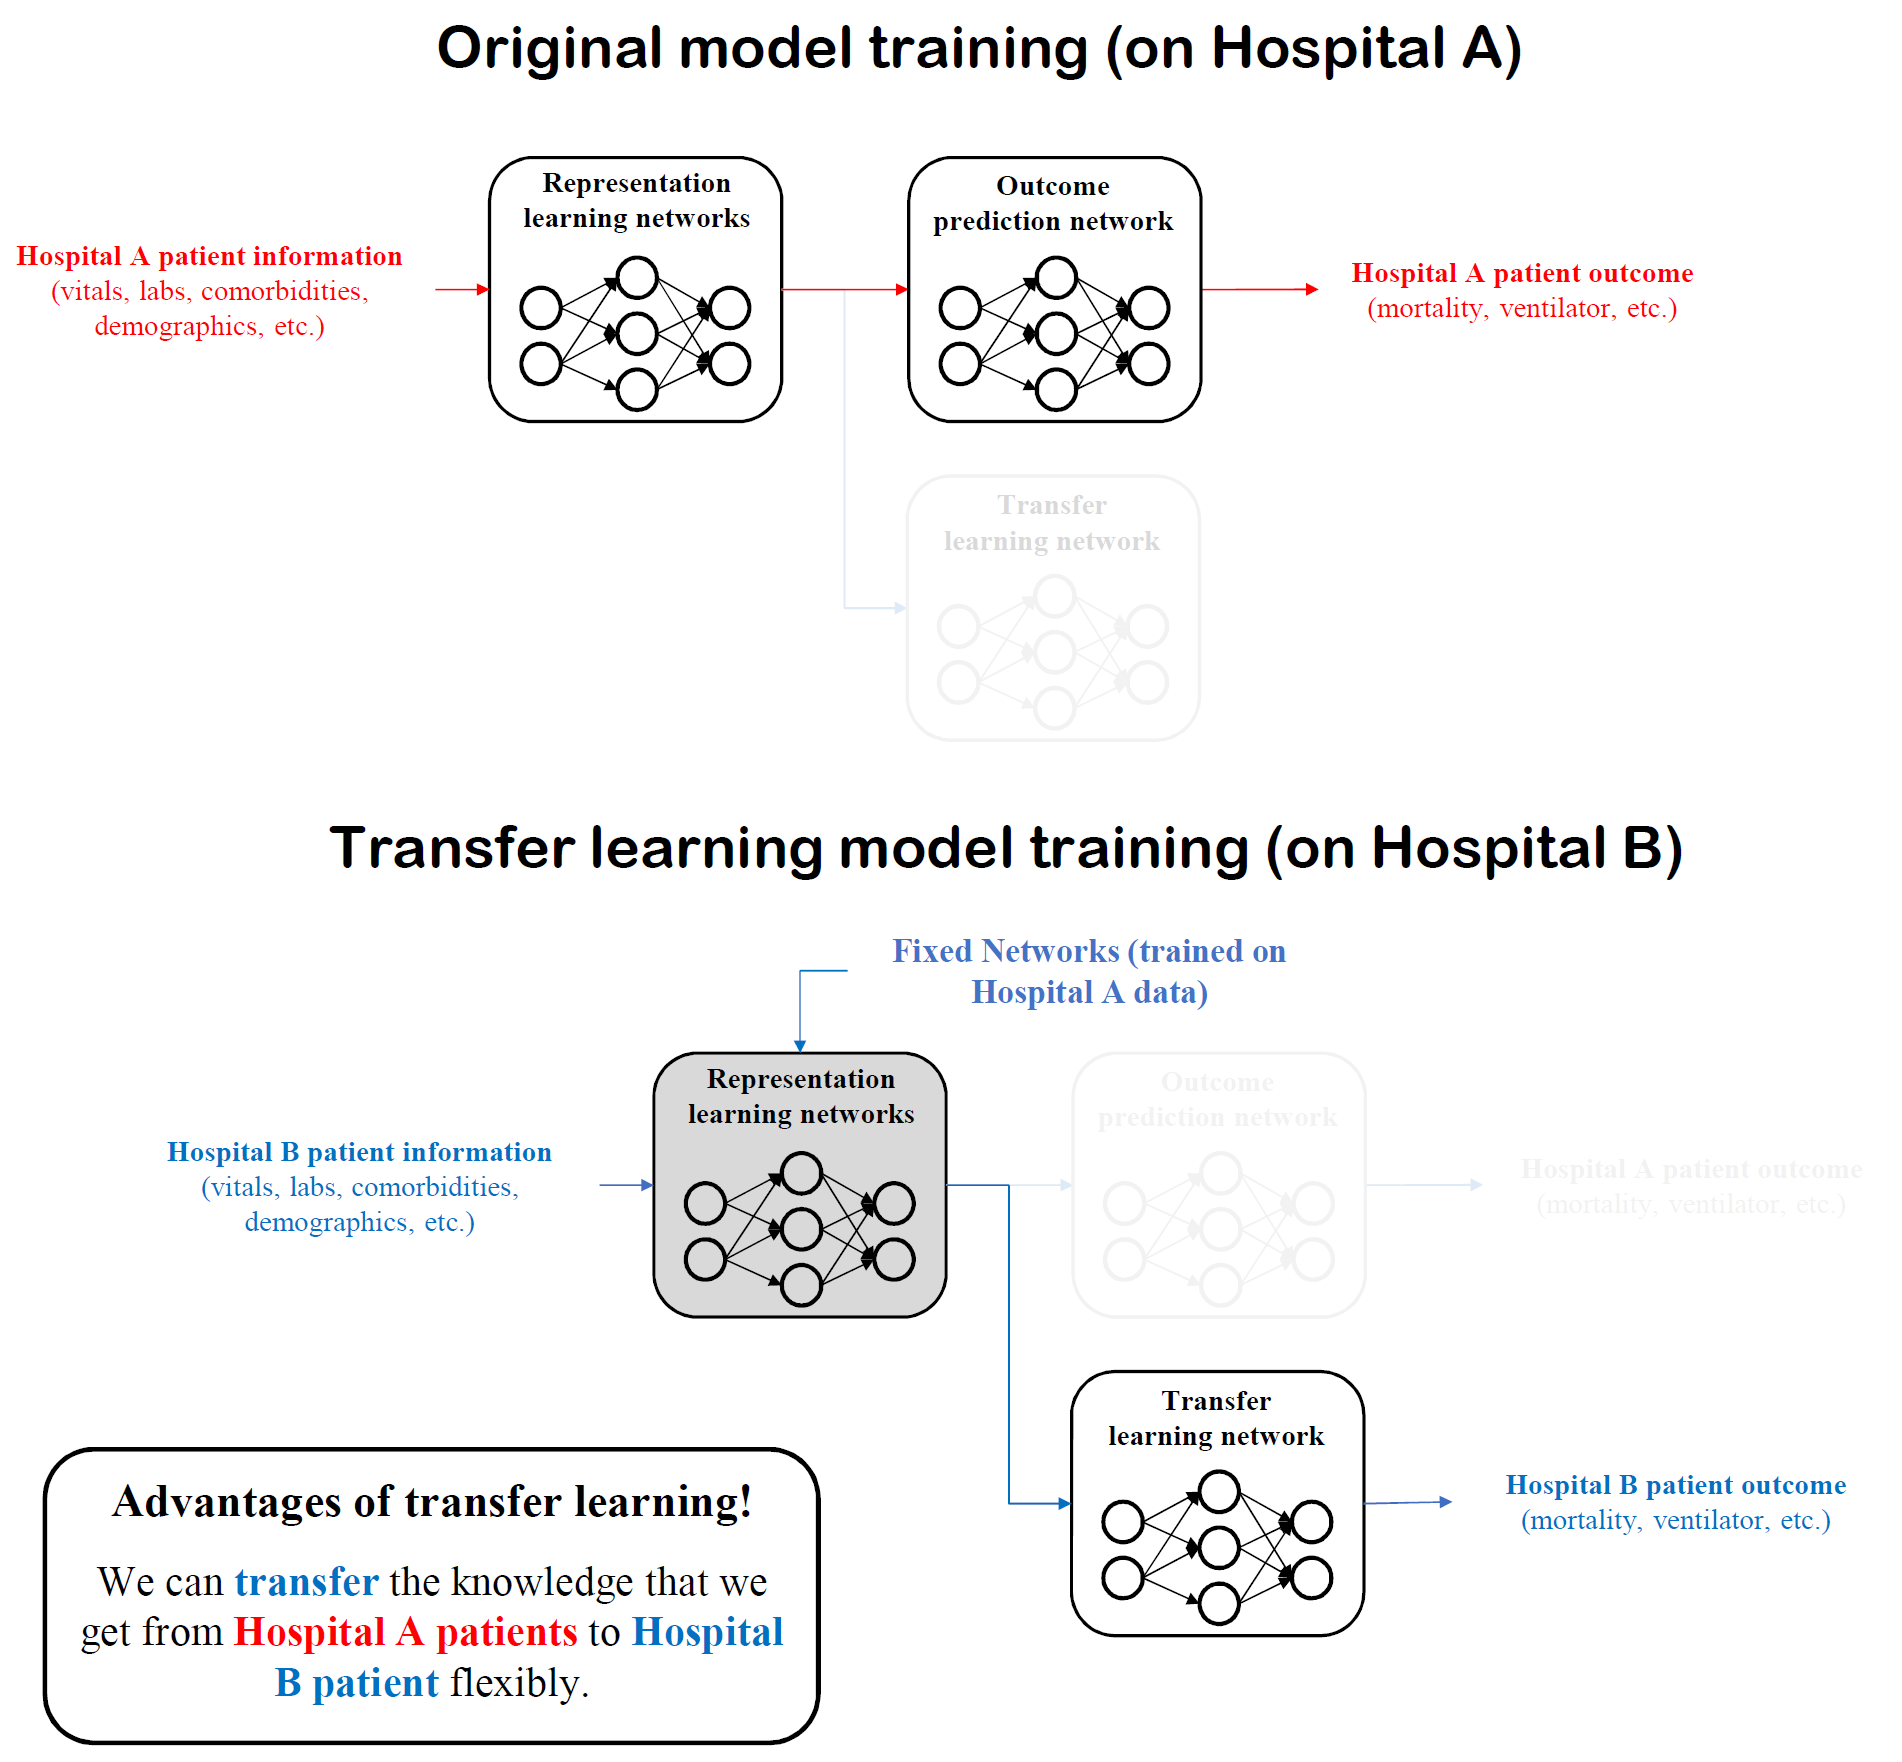 Original model training (on Hospital A)
Representation
learning networks
Outcome
prediction network
Hospital A patient information
(vitals, labs, comorbidities,
demographics, etc.)
Hospital A patient outcome
(mortality, ventilator, etc.)
Transfer
learning network
Transfer learning model training (on Hospital B)
Fixed Networks (trained on
Hospital A data)
Representation
learning networks
Outcome
prediction network
Hospital B patient information
(vitals, labs, comorbidities,
demographics, etc.)
Hospital A patient outcome
(mortality, ventilator, etc.)
Transfer
learning network
Hospital B patient outcome
(mortality, ventilator, etc.)
Advantages of transfer learning!
We can transfer the knowledge that we
get from Hospital A patients to Hospital
B patient flexibly.